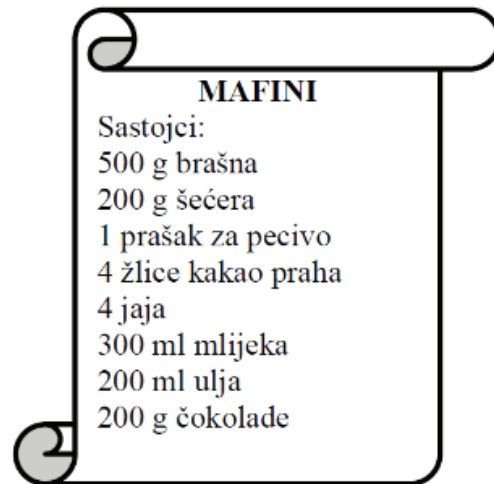 MAFINI
Sastojci:
500 g brašna
200 g šećera
1 prašak za pecivo
4 žlice kakao praha
4 jaja
300 ml mlijeka
200 ml ulja
200 g čokolade